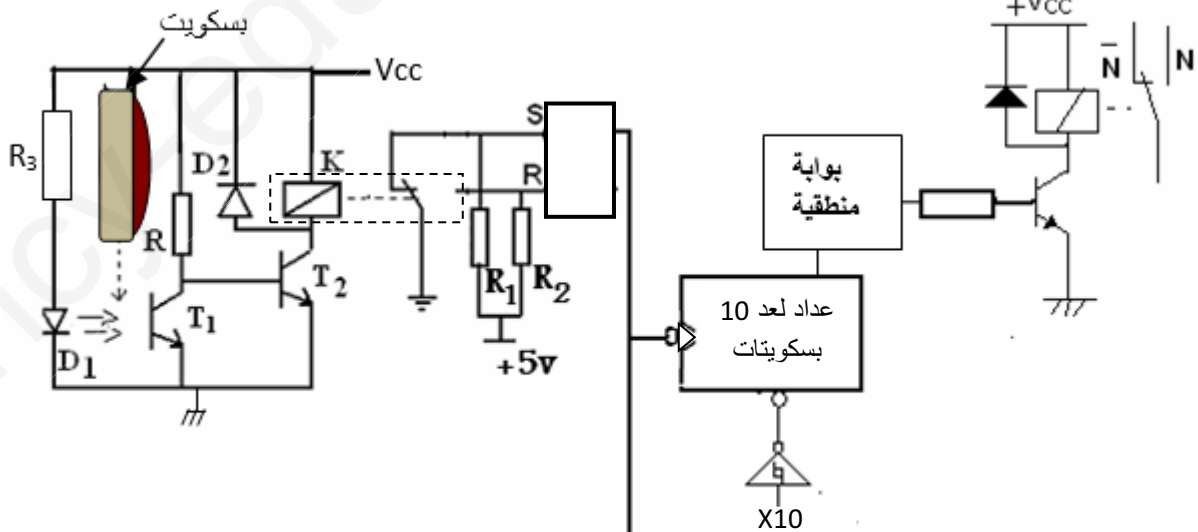 بسكويت
Vcc
+Vcc
R3
D2
K
R
T1
T2
D1
S
R
R1
R2
+5v
بوابة
منطقية
N̄
N
عداد لعد 10
بسكويتات
X10